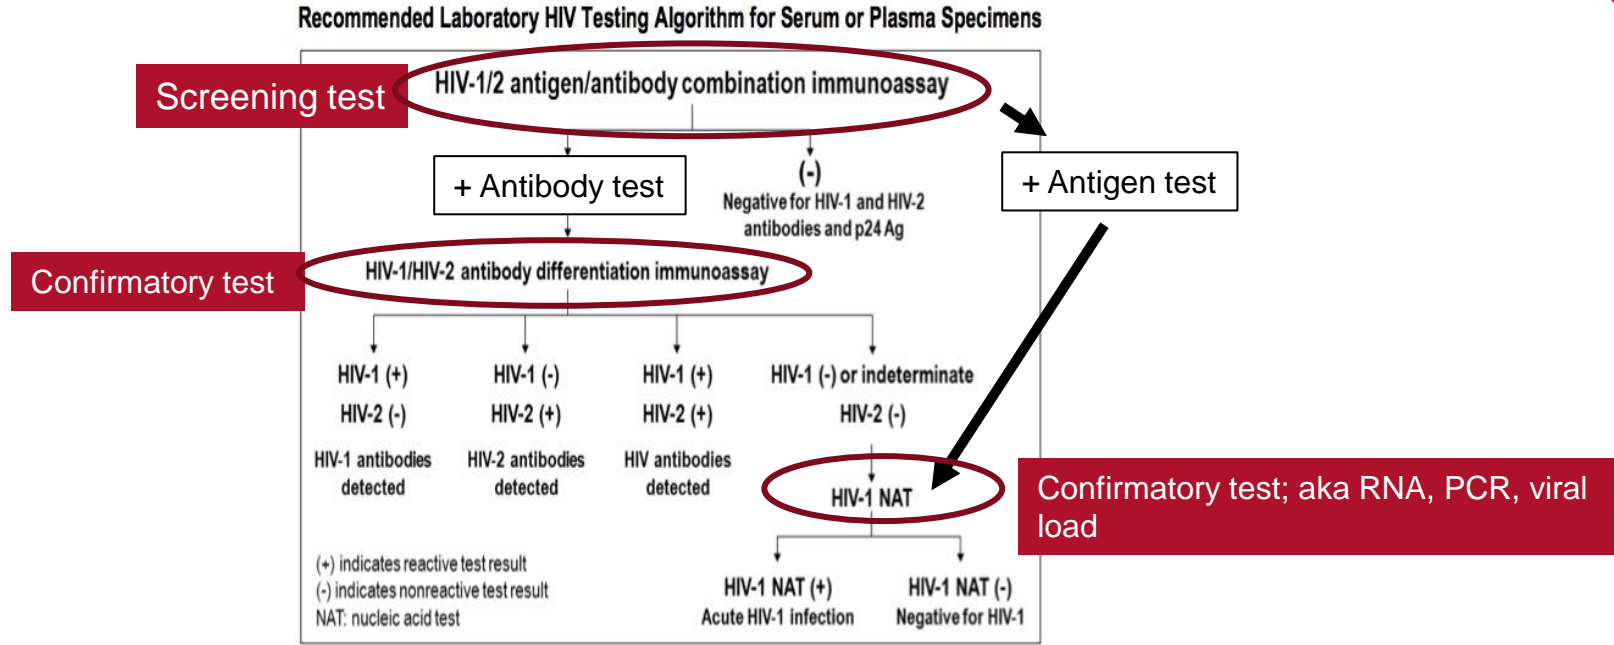 Recommended Laboratory HIV Testing Algorithm for Serum or Plasma Specimens
Screening test
HIV-1/2 antigen/antibody combination immunoassay
+ Antibody test
(-)
Negative for HIV-1 and HIV-2
antibodies and p24 Ag
+ Antigen test
Confirmatory test
HIV-1/HIV-2 antibody differentiation immunoassay
HIV-1 (+)
HIV-2 (-)
HIV-1 antibodies
detected
HIV-1 (-)
HIV-2 (+)
HIV-2 antibodies
detected
HIV-1 (+)
HIV-2 (+)
HIV antibodies
detected
HIV-1 (-) or indeterminate
HIV-2 (-)
HIV-1 NAT
Confirmatory test; aka RNA, PCR, viral
load
HIV-1 NAT (+)
Acute HIV-1 infection
HIV-1 NAT (-)
Negative for HIV-1
(+) indicates reactive test result
(-) indicates nonreactive test result
NAT: nucleic acid test